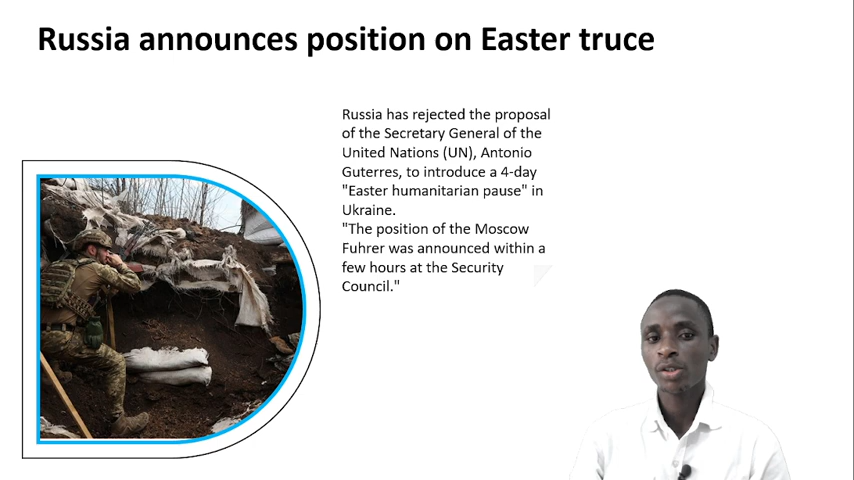 Russia announces position on Easter truce
Russia has rejected the proposal
of the Secretary General of the
United Nations (UN), Antonio
Guterres, to introduce a 4-day
"Easter humanitarian pause" in
Ukraine.
"The position of the Moscow
Fuhrer was announced within a
few hours at the Security
Council."